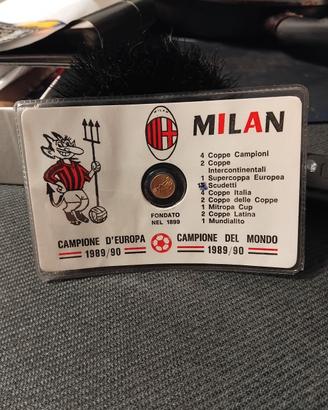 MILAN
4 Coppe Campioni
2 Coppe
Intercontinentali
1 Supercoppa Europea
Scudetti
4 Coppe Italia
2 Coppe delle Coppe
1 Mitropa Cup
2 Coppe Latina
1 Mundialito
FONDATO
NEL 1899
CAMPIONE D'EUROPA
1989/90
CAMPIONE DEL MONDO
1989/90